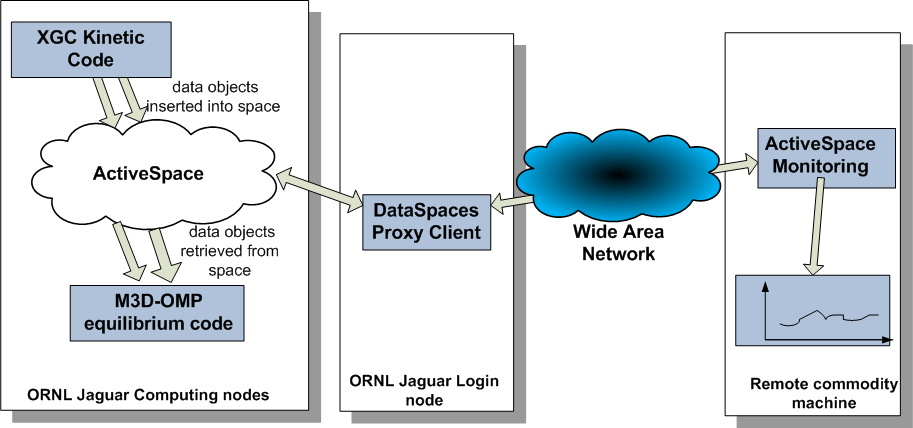 XGC Kinetic
Code
data objects
inserted into space
ActiveSpace
data objects
retrieved from
space
M3D-OMP
equilibrium code
ORNL Jaguar Computing nodes
DataSpaces
Proxy Client
ORNL Jaguar Login
node
Wide Area
Network
ActiveSpace
Monitoring
Remote commodity
machine